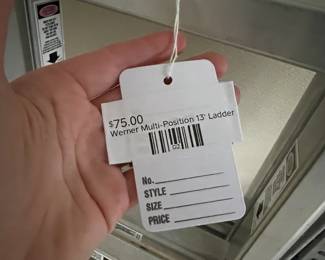 $75.00
Werner Multi-Position 13' Ladder
No.
STYLE
SIZE
PRICE